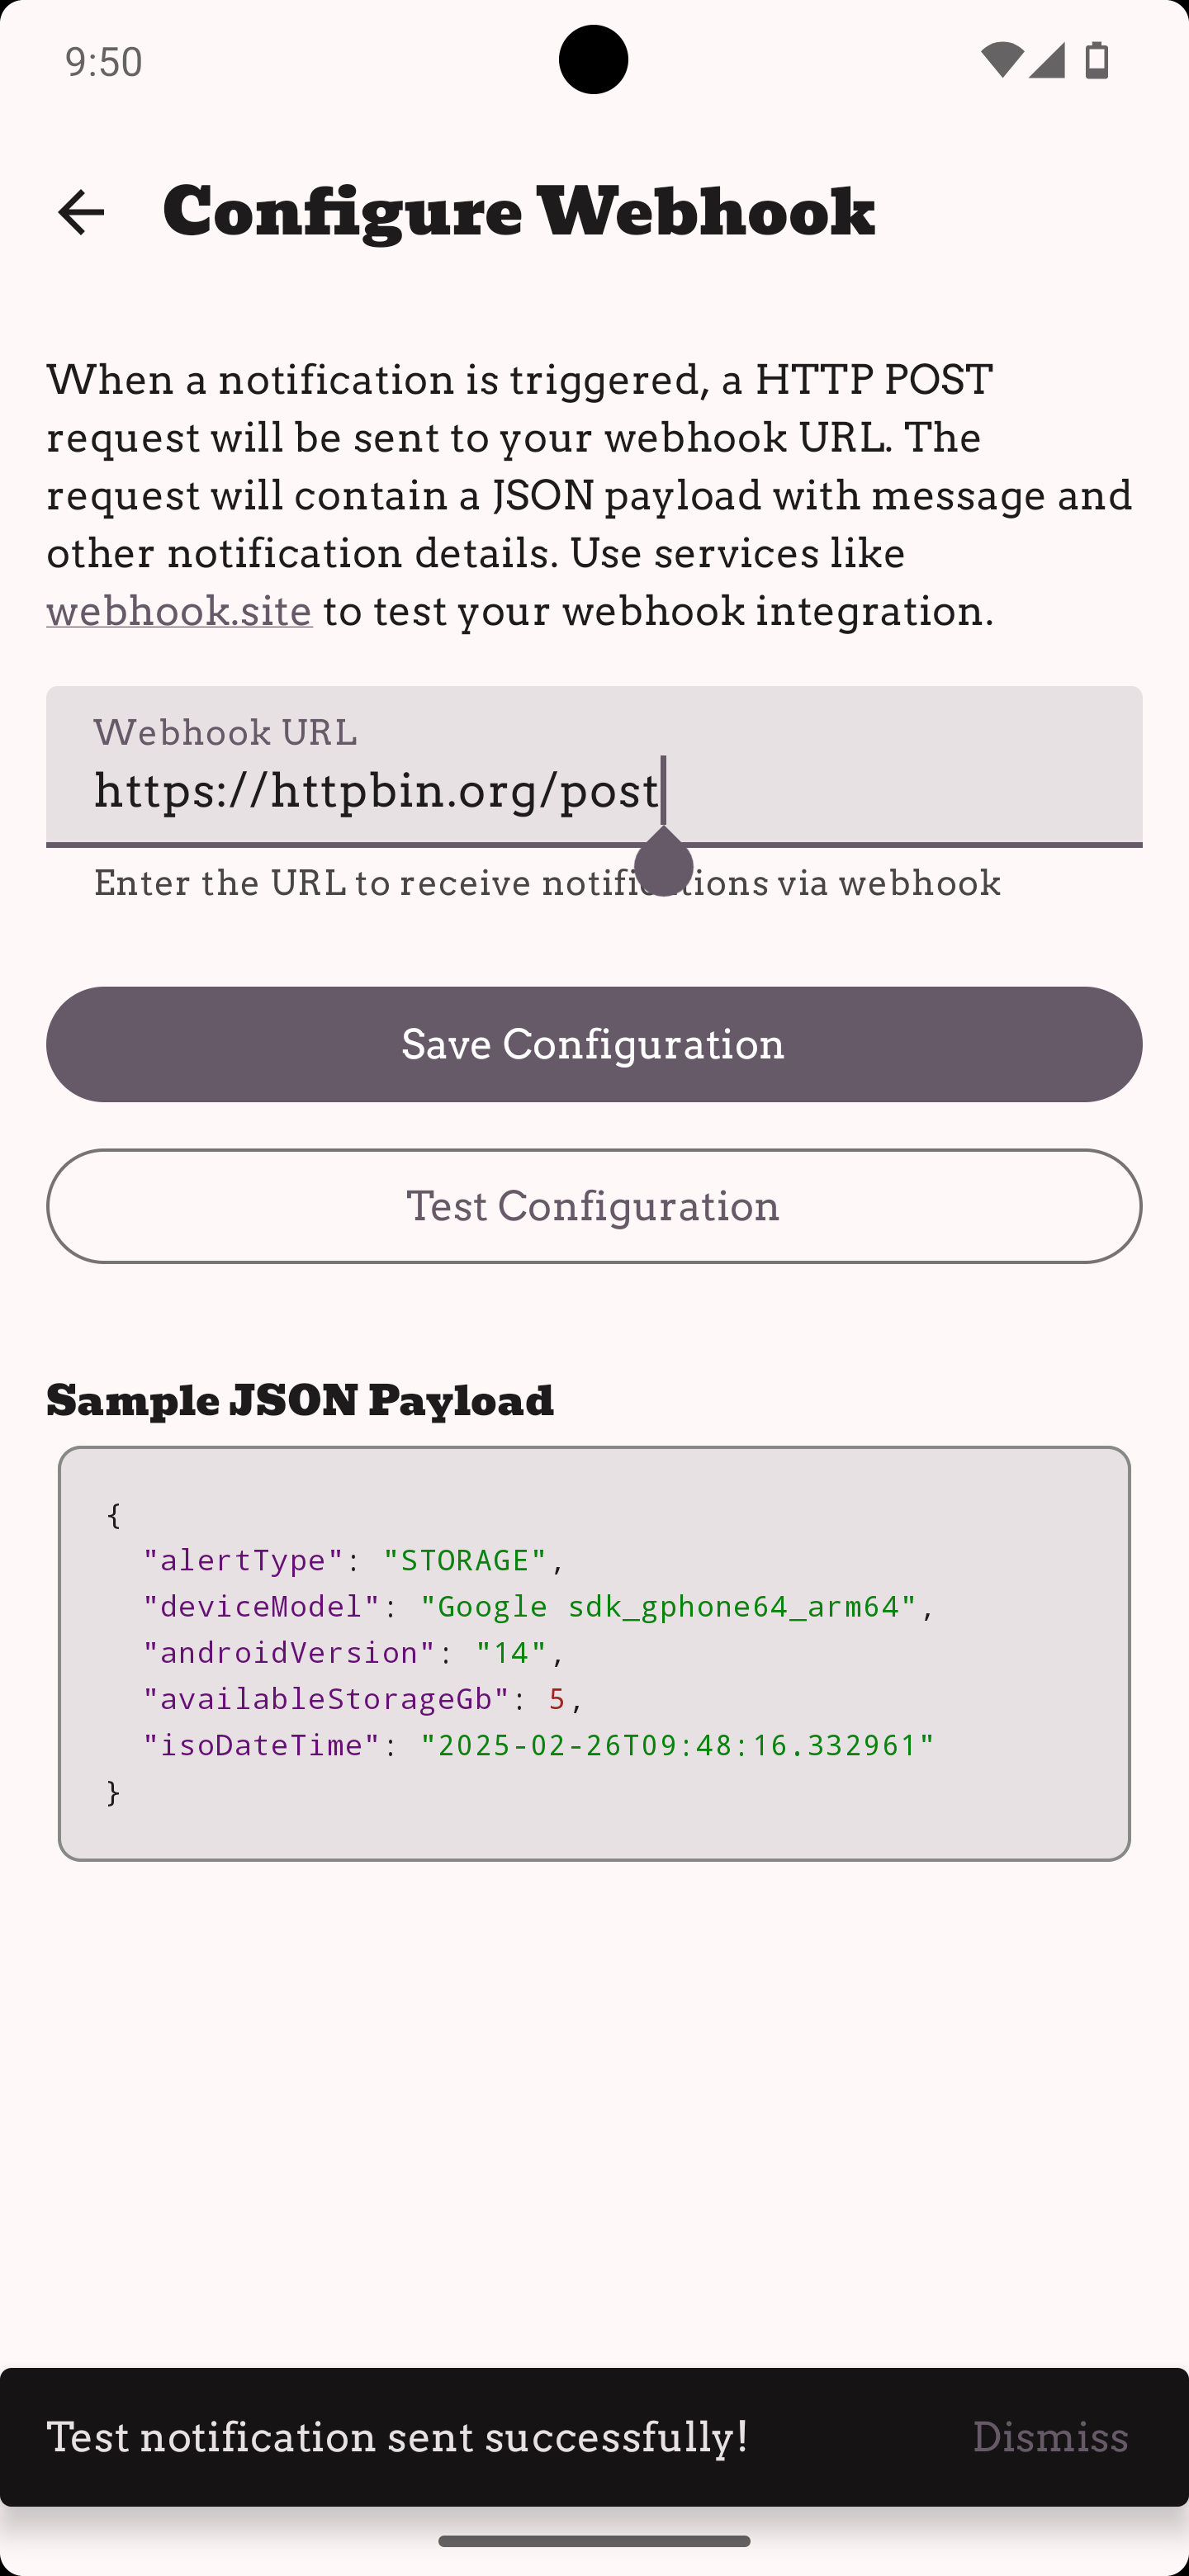 9:50
Configure Webhook
When a notification is triggered, a HTTP POST
request will be sent to your webhook URL. The
request will contain a JSON payload with message and
other notification details. Use services like
webhook.site to test your webhook integration.
Webhook URL
https://httpbin.org/post
Enter the URL to receive notifications via webhook
Save Configuration
Test Configuration
Sample JSON Payload
{
  "alertType": "STORAGE",
  "deviceModel": "Google sdk_gphone64_arm64",
  "androidVersion": "14",
  "availableStorageGb": 5,
  "isoDateTime": "2025-02-26T09:48:16.332961"
}
Test notification sent successfully! Dismiss